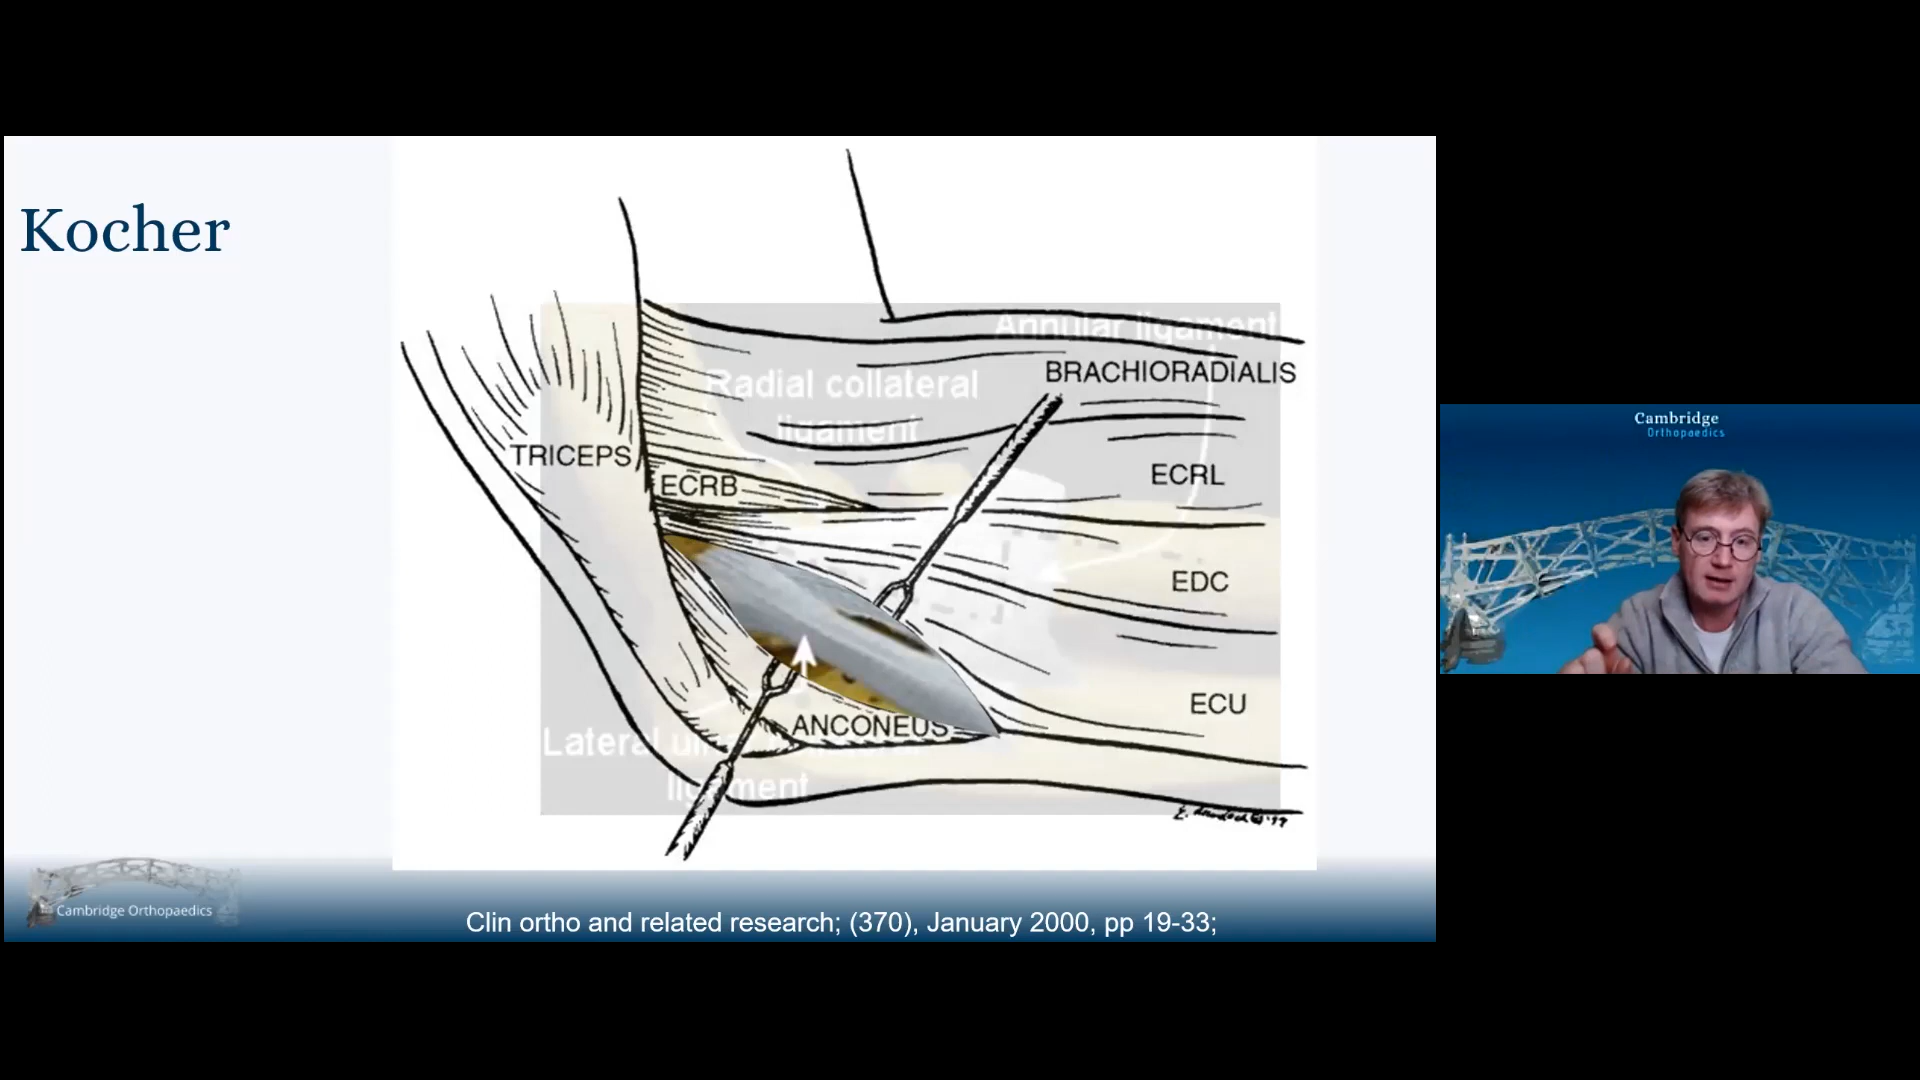 Kocher
Annular ligament
BRACHIORADIALIS
Radial collateral
ligament
TRICEPS
ECRB
ECRL
EDC
ECU
ANCONEUS
Lateral
ligament
Cambridge Orthopaedics
Clin ortho and related research; (370), January 2000, pp 19-33;
Cambridge
Orthopaedics